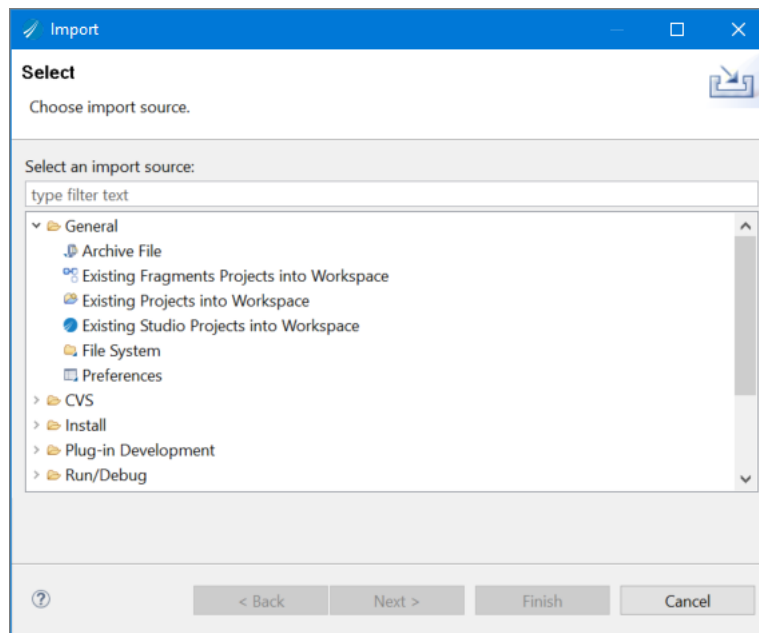 Import
Select
Choose import source.
Select an import source:
type filter text
General
Archive File
Existing Fragments Projects into Workspace
Existing Projects into Workspace
Existing Studio Projects into Workspace
File System
Preferences
CVS
Install
Plug-in Development
Run/Debug
? < Back Next > Finish Cancel